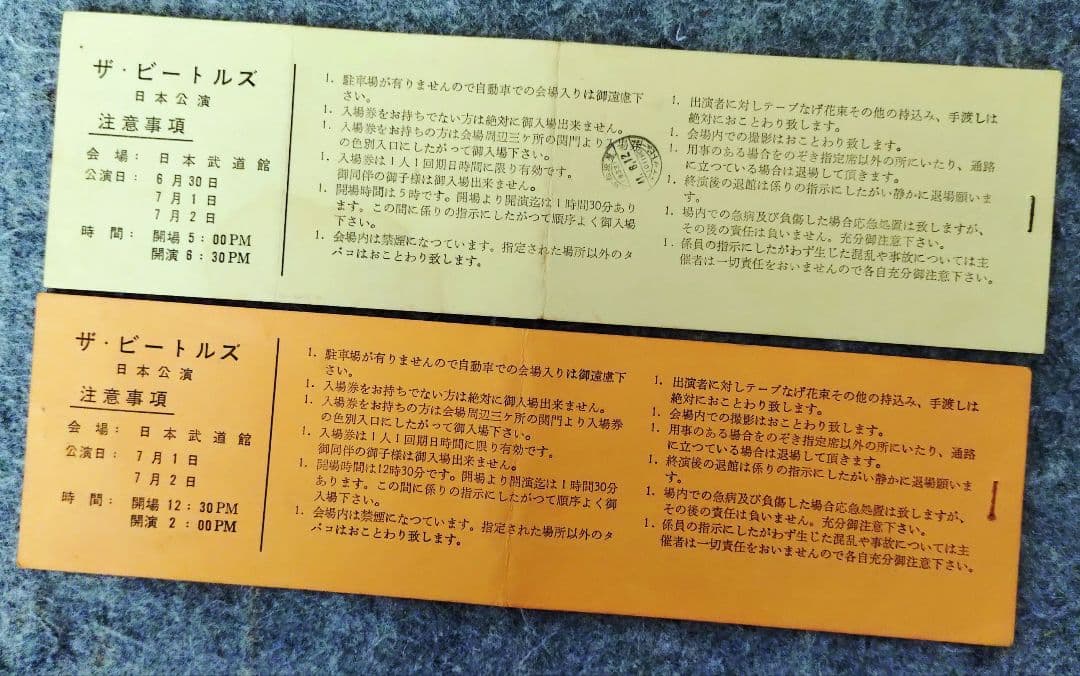 ザ・ビートルズ
日本公演
注意事項
会場: 日本武道館
公演日: 6月30日
7月1日
7月2日
時間: 開場 5:00PM
開演 6:30PM
1. 駐車場が有りませんので自動車での会場入りは御遠慮下
さい。
1. 入場券をお持ちでない方は絶対に御入場出来ません。
1. 入場券をお持ちの方は会場周辺三ケ所の関門より入
の色別入口にしたがって御入場下さい。
1. 入場券は1人1回期日時間に限り有効です。
御同伴の御子様は御入場出来ません。
1. 開場時間は5時です。開場より開演迄は1時間30分あり
ます。この間に係りの指示にしたがつて順序よく御入場
下さい。
1. 会場内は禁煙になつています。指定された場所以外のタ
バコはおことわり致します。
1. 出演者に対しテープなげ花束その他の持込み、手渡しは
絶対におことわり致します。
1. 会場内での撮影はおことわり致します。
1. 用事のある場合をのぞき指定席以外の所にいたり、通路
に立つている場合は退場して頂きます。
1. 終演後の退館は係りの指示にしたがい静かに退場願いま
す。
1. 場内での急病及び負傷した場合応急処置は致しますが、
その後の責任は負いません。充分御注意下さい。
1. 係員の指示にしたがわず生じた混乱や事故については主
催者は一切責任をおいませんので各自充分御注意下さい。
ザ・ビートルズ
日本公演
注意事項
会場: 日本武道館
公演日: 7月1日
7月2日
時間: 開場 12:30PM
開演 2:00PM
1. 駐車場が有りませんので自動車での会場入りは御遠慮下
さい。
1. 入場券をお持ちでない方は絶対に御入場出来ません。
1. 入場券をお持ちの方は会場周辺三ケ所の関門より入場券
の色別入口にしたがって御入場下さい。
1. 入場券は1人1回期日時間に限り有効です。
御同伴の御子様は御入場出来ません。
1. 開場時間は12時30分です。開場より開演迄は1時間30分
あります。この間に係りの指示にしたがつて順序よく御
入場下さい。
1. 会場内は禁煙になつています。指定された場所以外のタ
バコはおことわり致します。
1. 出演者に対しテープなげ花束その他の持込み、手渡しは
絶対におことわり致します。
1. 会場内での撮影はおことわり致します。
1. 用事のある場合をのぞき指定席以外の所にいたり、通路
に立つている場合は退場して頂きます。
1. 終演後の退館は係りの指示にしたがい静かに退場願いま
す。
1. 場内での急病及び負傷した場合応急処置は致しますが、
その後の責任は負いません。充分御注意下さい。
1. 係員の指示にしたがわず生じた混乱や事故については主
催者は一切責任をおいませんので各自充分御注意下さい。